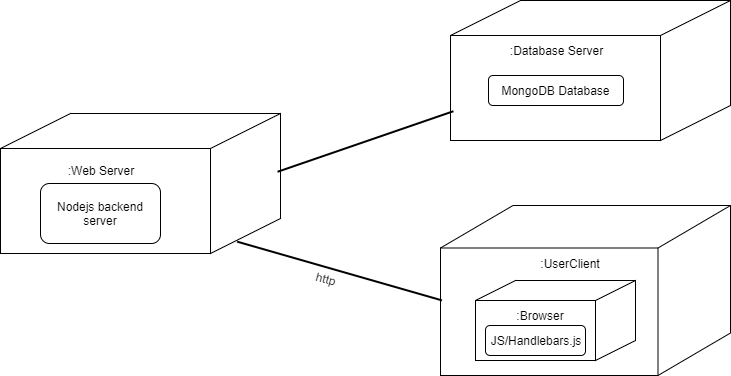 :Database Server
MongoDB Database
:Web Server
Nodejs backend
server
http
:UserClient
:Browser
JS/Handlebars.js